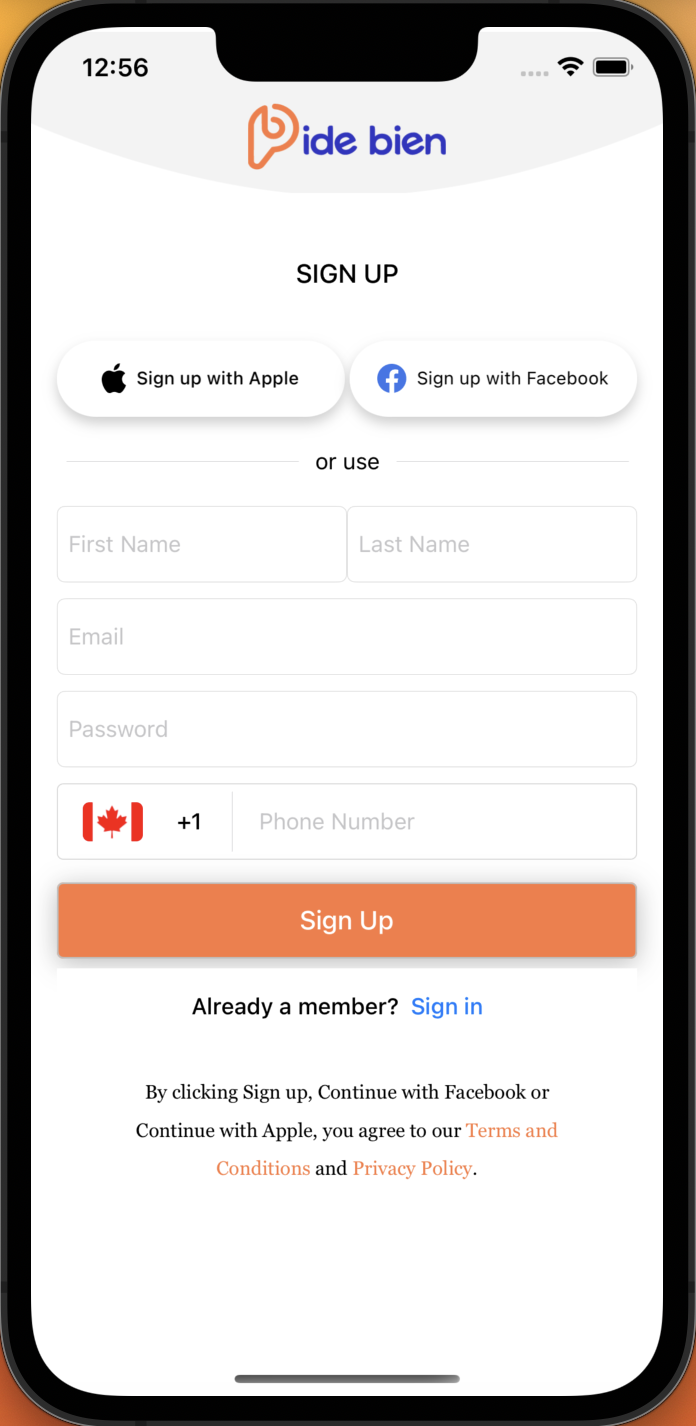 12:56
Pide bien
SIGN UP
Sign up with Apple
Sign up with Facebook
or use
First Name
Last Name
Email
Password
+1
Phone Number
Sign Up
Already a member? Sign in
By clicking Sign up, Continue with Facebook or
Continue with Apple, you agree to our Terms and
Conditions and Privacy Policy.